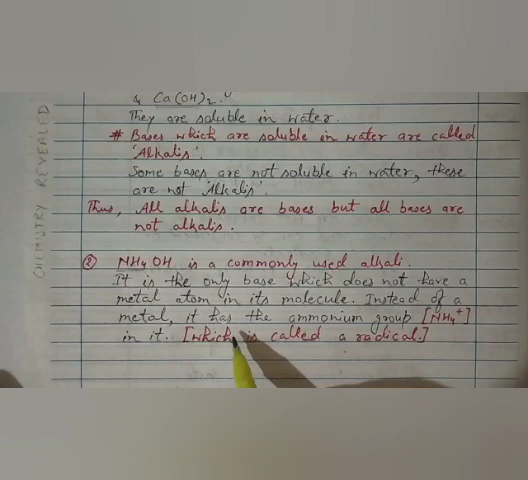 & Ca(OH)₂."
They are soluble in water.
# Bases which are soluble in water are called
'Alkalis'.
Some bases are not soluble in water, these
are not 'Alkalis'.
Thus, All alkalis are bases but all bases are
not alkalis.
② NH₄OH is a commonly used alkali.
It is the only base which does not have a
metal atom in its molecule. Instead of a
metal, it has the ammonium group [NH₄⁺]
in it. [which is called a radical.]
CHEMISTRY REVEALED